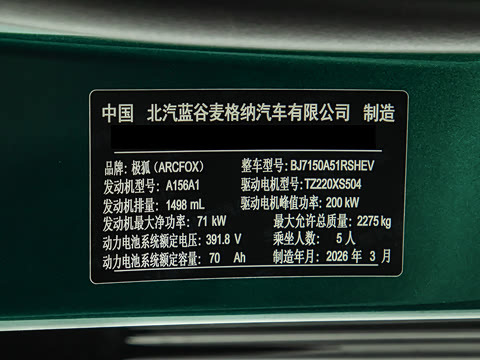 中国 北汽蓝谷麦格纳汽车有限公司 制造
品牌: 极狐 (ARCFOX) 整车型号: BJ7150A51RSHEV
发动机型号: A156A1 驱动电机型号: TZ220XS504
发动机排量: 1498 mL 驱动电机峰值功率: 200 kW
发动机最大净功率: 71 kW 最大允许总质量: 2275 kg
动力电池系统额定电压: 391.8 V 乘坐人数: 5 人
动力电池系统额定容量: 70 Ah 制造年月: 2026 年 3 月